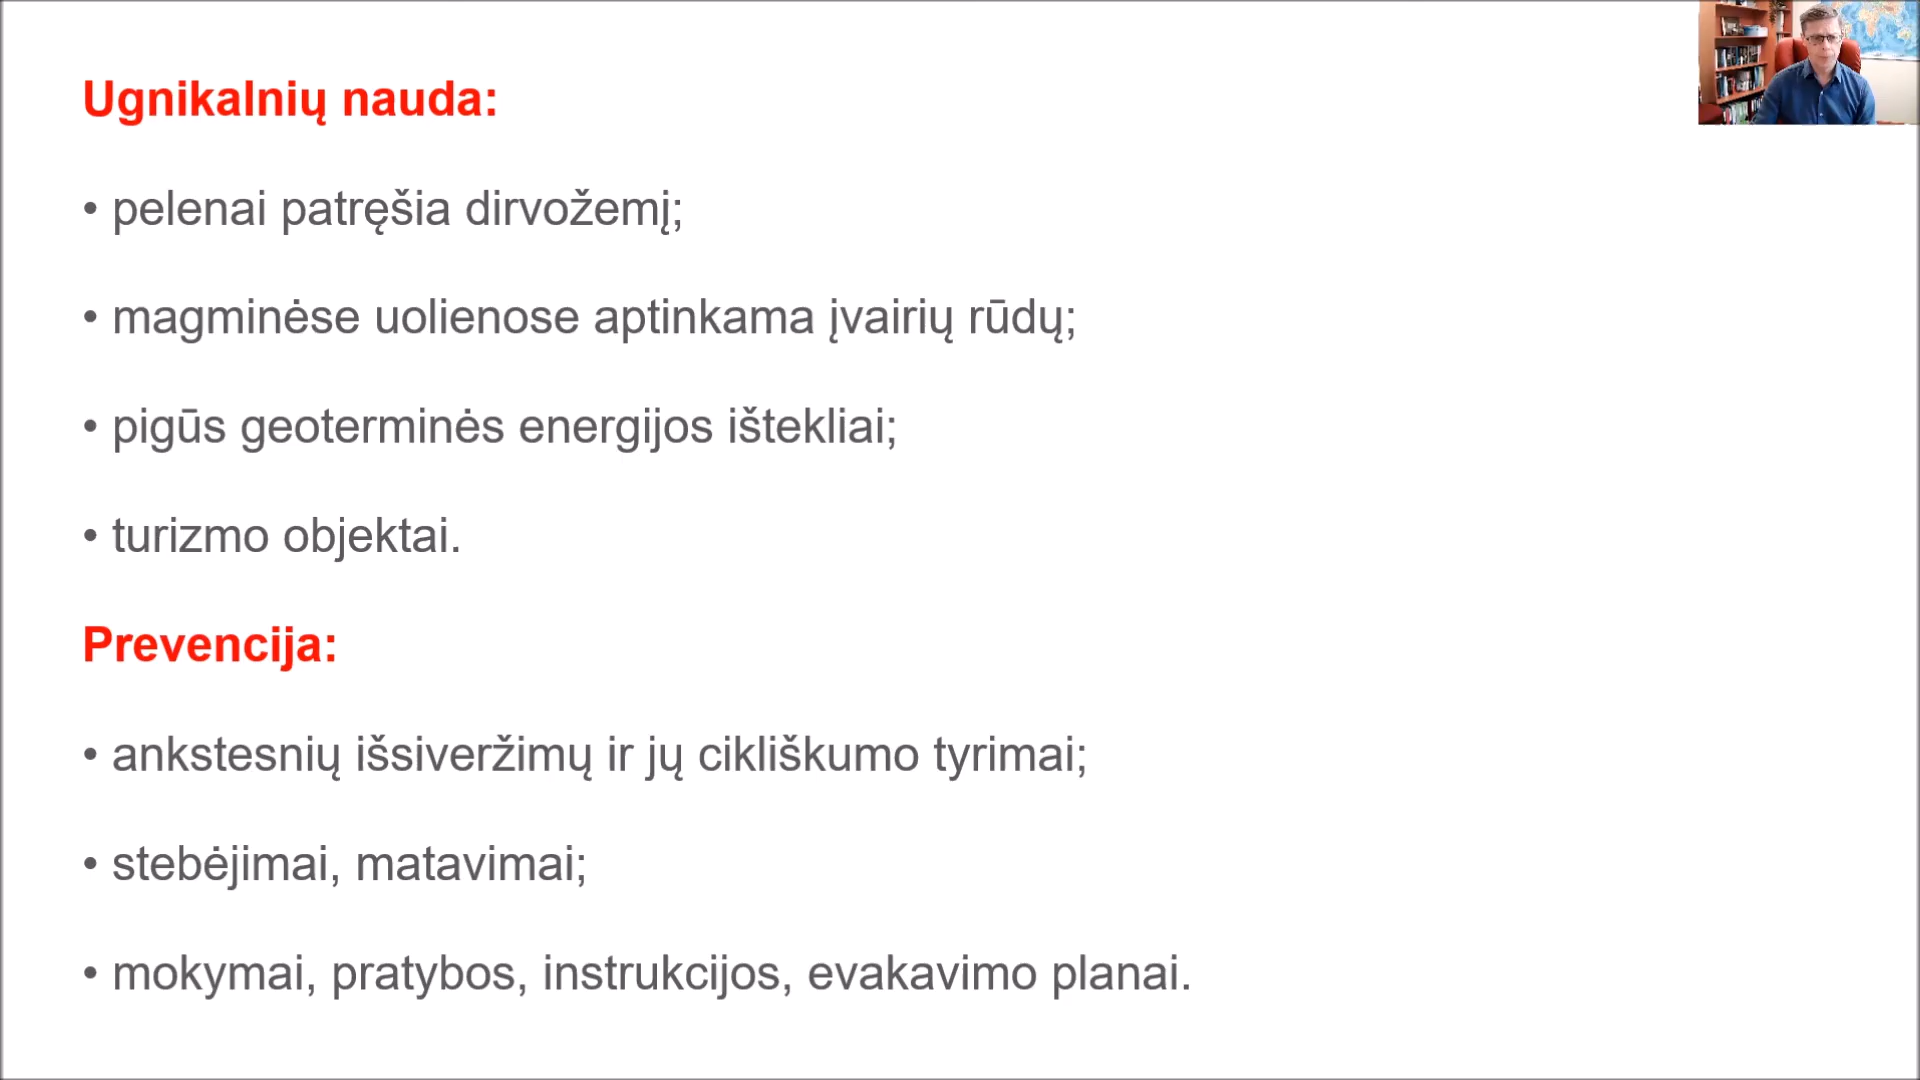 Ugnikalnių nauda:
• pelenai patręšia dirvožemį;
• magminėse uolienose aptinkama įvairių rūdų;
• pigūs geoterminės energijos ištekliai;
• turizmo objektai.
Prevencija:
• ankstesnių išsiveržimų ir jų cikliškumo tyrimai;
• stebėjimai, matavimai;
• mokymai, pratybos, instrukcijos, evakavimo planai.